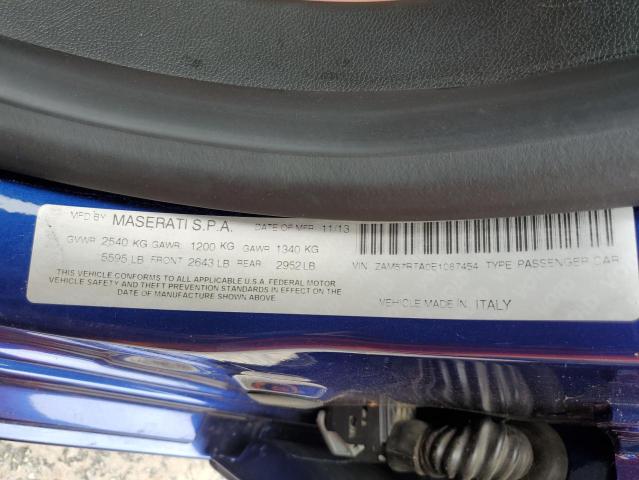 MFD BY MASERATI S.P.A. DATE OF MFR 11/13
GVWR 2540 KG GAWR 1200 KG GAWR 1340 KG
5595 LB FRONT 2643 LB REAR 2952 LB
THIS VEHICLE CONFORMS TO ALL APPLICABLE U.S.A. FEDERAL MOTOR
VEHICLE SAFETY AND THEFT PREVENTION STANDARDS IN EFFECT ON THE
DATE OF MANUFACTURE SHOWN ABOVE.
VIN ZAM57RTA0E1087454 TYPE PASSENGER CAR
VEHICLE MADE IN, ITALY